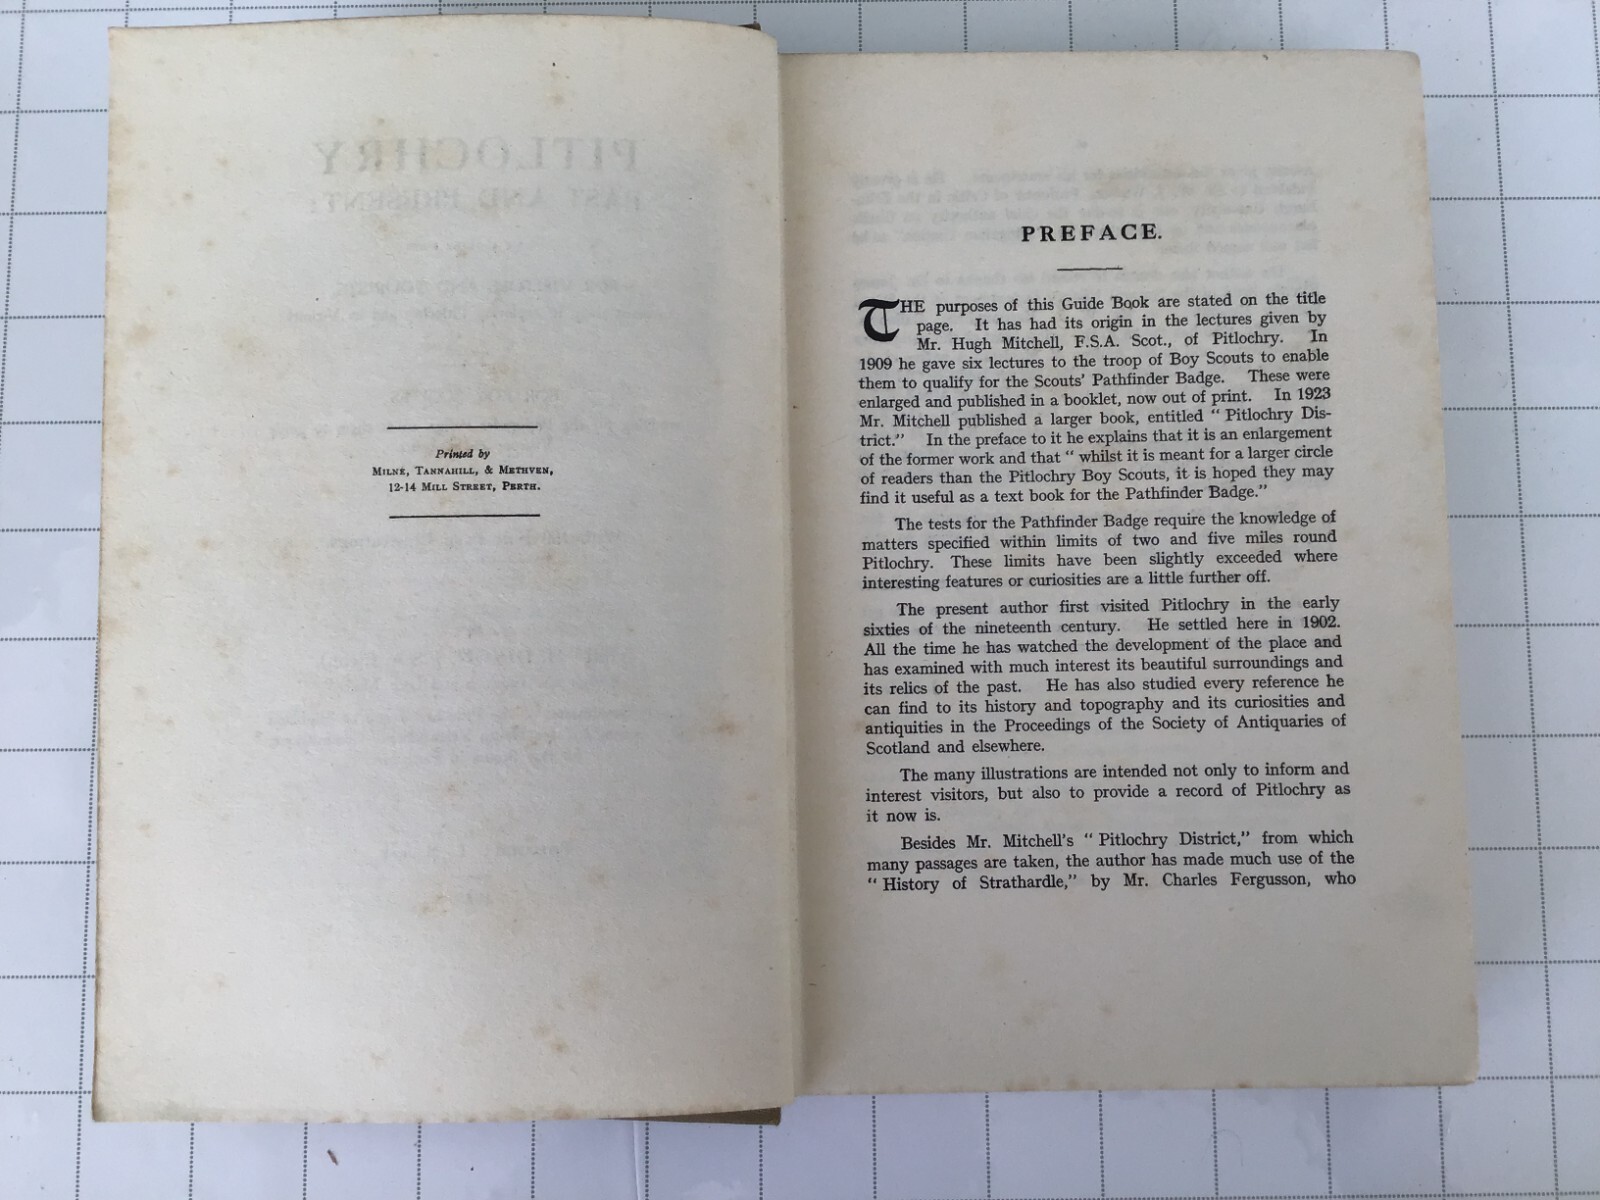 PITLOCHRY
PAST AND PRESENT:
Printed by
MILNE, TANNAHILL, & METHVEN,
12-14 MILL STREET, PERTH.
PREFACE.
THE purposes of this Guide Book are stated on the title
page. It has had its origin in the lectures given by
Mr. Hugh Mitchell, F.S.A. Scot., of Pitlochry. In
1909 he gave six lectures to the troop of Boy Scouts to enable
them to qualify for the Scouts' Pathfinder Badge. These were
enlarged and published in a booklet, now out of print. In 1923
Mr. Mitchell published a larger book, entitled " Pitlochry Dis-
trict." In the preface to it he explains that it is an enlargement
of the former work and that " whilst it is meant for a larger circle
of readers than the Pitlochry Boy Scouts, it is hoped they may
find it useful as a text book for the Pathfinder Badge."
The tests for the Pathfinder Badge require the knowledge of
matters specified within limits of two and five miles round
Pitlochry. These limits have been slightly exceeded where
interesting features or curiosities are a little further off.
The present author first visited Pitlochry in the early
sixties of the nineteenth century. He settled here in 1902.
All the time he has watched the development of the place and
has examined with much interest its beautiful surroundings and
its relics of the past. He has also studied every reference he
can find to its history and topography and its curiosities and
antiquities in the Proceedings of the Society of Antiquaries of
Scotland and elsewhere.
The many illustrations are intended not only to inform and
interest visitors, but also to provide a record of Pitlochry as
it now is.
Besides Mr. Mitchell's " Pitlochry District," from which
many passages are taken, the author has made much use of the
" History of Strathardle," by Mr. Charles Fergusson, who